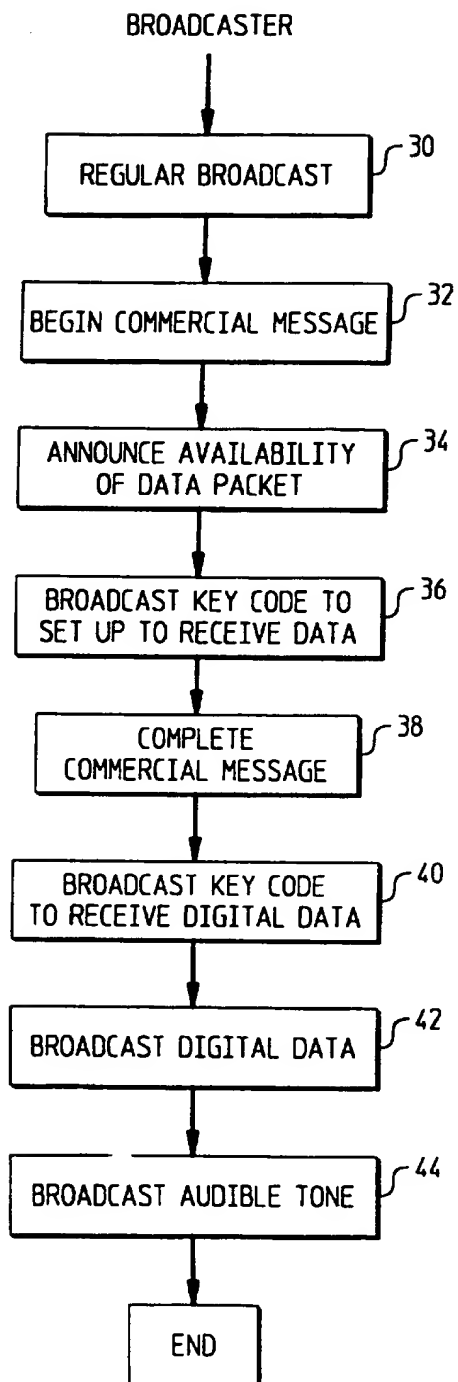 BROADCASTER
REGULAR BROADCAST
30
BEGIN COMMERCIAL MESSAGE
32
ANNOUNCE AVAILABILITY
OF DATA PACKET
34
BROADCAST KEY CODE TO
SET UP TO RECEIVE DATA
36
COMPLETE
COMMERCIAL MESSAGE
38
BROADCAST KEY CODE
TO RECEIVE DIGITAL DATA
40
BROADCAST DIGITAL DATA
42
BROADCAST AUDIBLE TONE
44
END